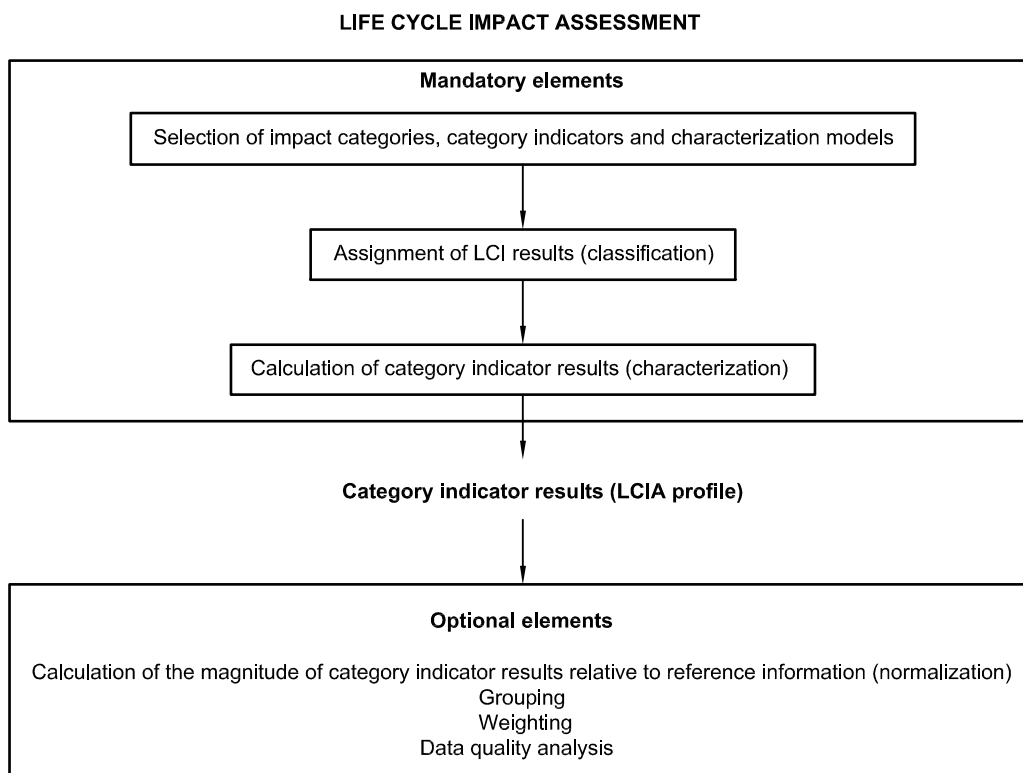 LIFE CYCLE IMPACT ASSESSMENT
Mandatory elements
Selection of impact categories, category indicators and characterization models
Assignment of LCI results (classification)
Calculation of category indicator results (characterization)
Category indicator results (LCIA profile)
Optional elements
Calculation of the magnitude of category indicator results relative to reference information (normalization)
Grouping
Weighting
Data quality analysis